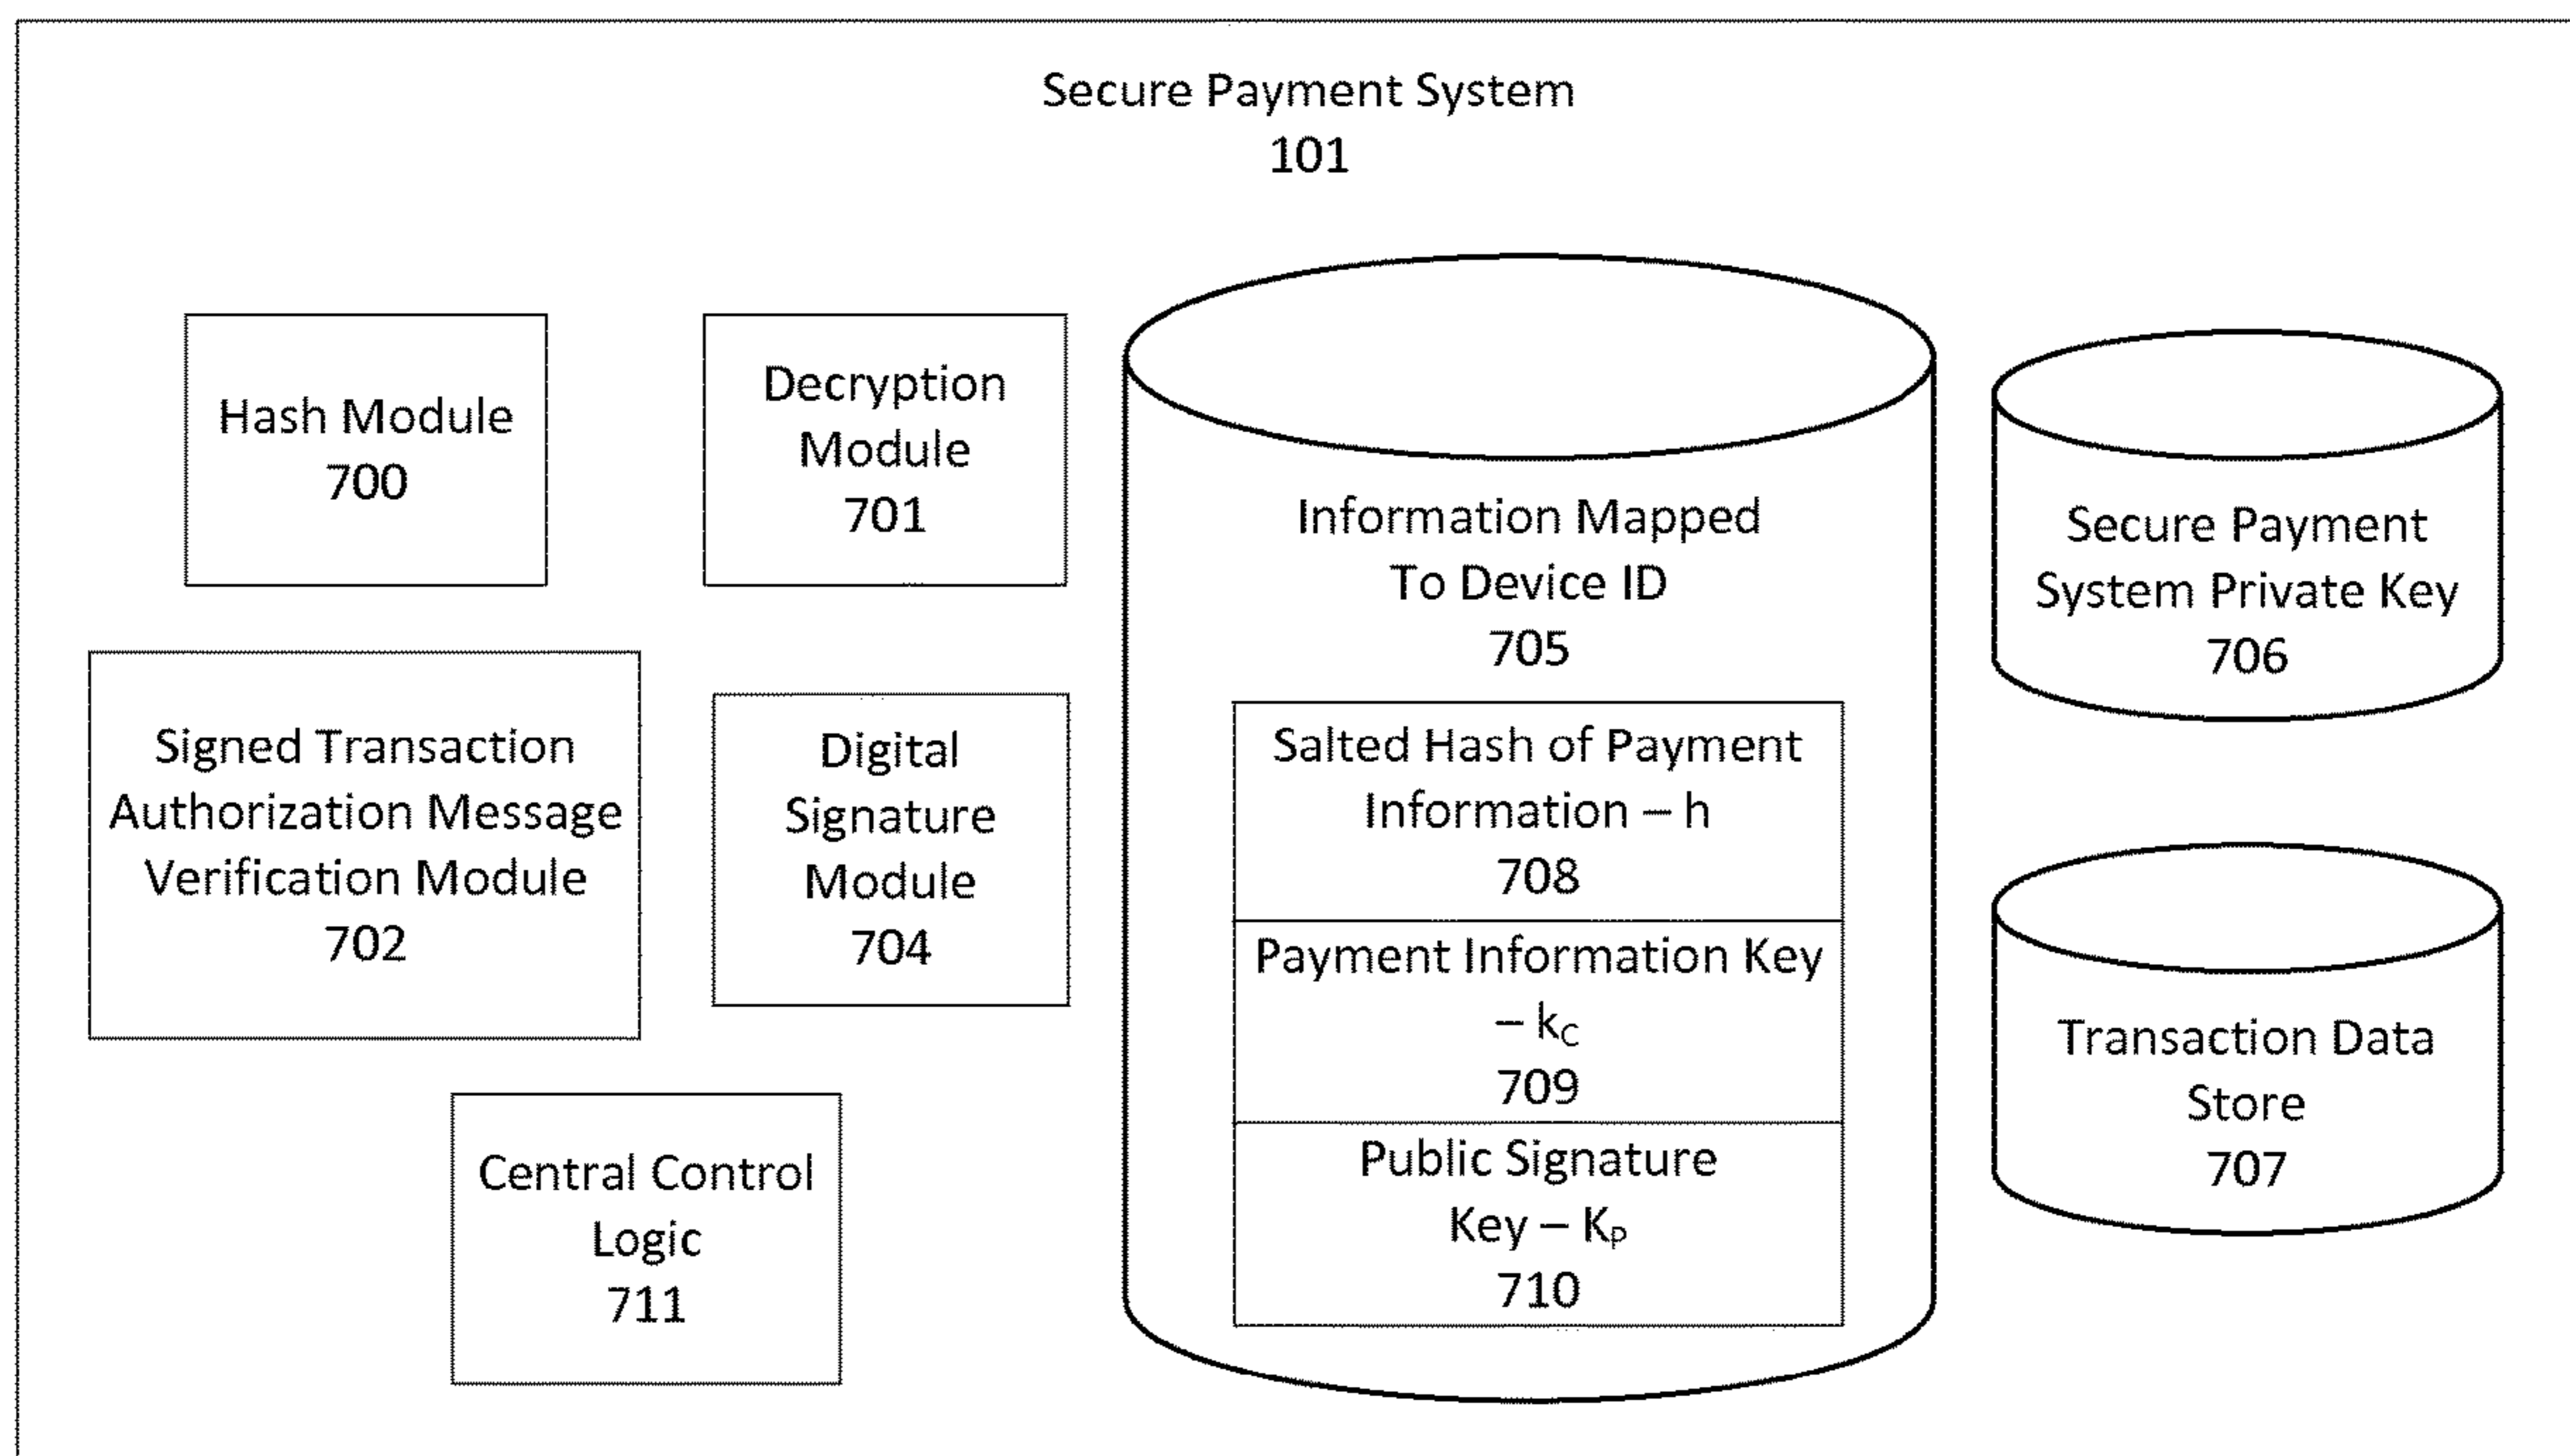 Secure Payment System
101
Hash Module
700
Decryption
Module
701
Signed Transaction
Authorization Message
Verification Module
702
Digital
Signature
Module
704
Central Control
Logic
711
Information Mapped
To Device ID
705
Salted Hash of Payment
Information – h
708
Payment Information Key
– kC
709
Public Signature
Key – KP
710
Secure Payment
System Private Key
706
Transaction Data
Store
707